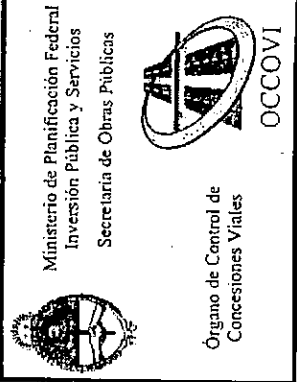 Ministerio de Planificación Federal
Inversión Pública y Servicios
Secretaría de Obras Públicas
Órgano de Control de
Concesiones Viales
OCCOVI